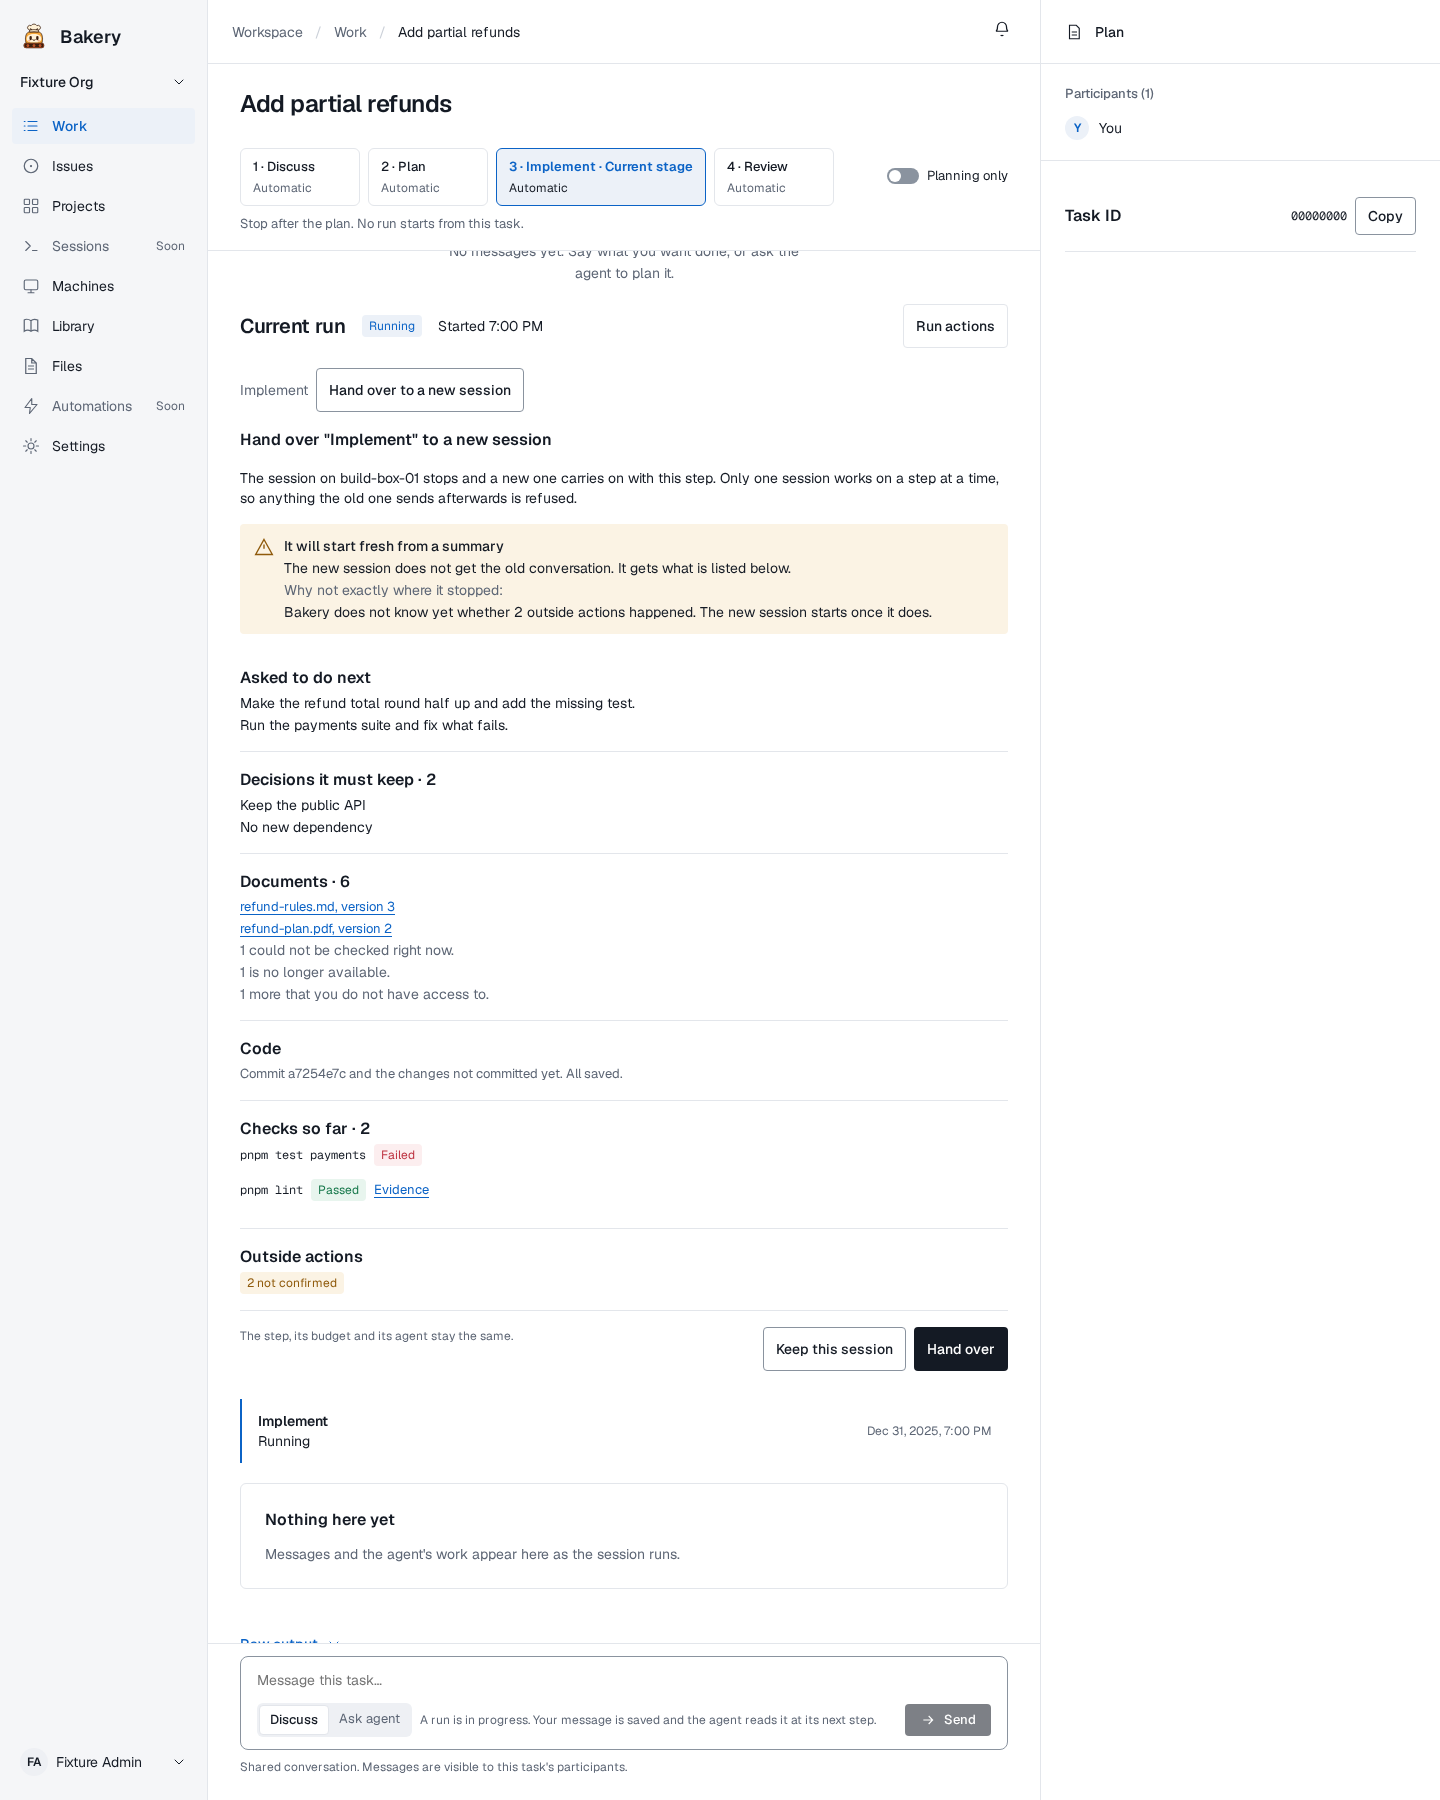 Bakery
Fixture Org
Work
Issues
Projects
Sessions Soon
Machines
Library
Files
Automations Soon
Settings
FA Fixture Admin
Workspace / Work / Add partial refunds
Add partial refunds
1 · Discuss
Automatic
2 · Plan
Automatic
3 · Implement · Current stage
Automatic
4 · Review
Automatic
Planning only
Stop after the plan. No run starts from this task.
No messages yet. Say what you want done, or ask the
agent to plan it.
Current run Running Started 7:00 PM Run actions
Implement Hand over to a new session
Hand over "Implement" to a new session
The session on build-box-01 stops and a new one carries on with this step. Only one session works on a step at a time,
so anything the old one sends afterwards is refused.
It will start fresh from a summary
The new session does not get the old conversation. It gets what is listed below.
Why not exactly where it stopped:
Bakery does not know yet whether 2 outside actions happened. The new session starts once it does.
Asked to do next
Make the refund total round half up and add the missing test.
Run the payments suite and fix what fails.
Decisions it must keep · 2
Keep the public API
No new dependency
Documents · 6
refund-rules.md, version 3
refund-plan.pdf, version 2
1 could not be checked right now.
1 is no longer available.
1 more that you do not have access to.
Code
Commit a7254e7c and the changes not committed yet. All saved.
Checks so far · 2
pnpm test payments Failed
pnpm lint Passed Evidence
Outside actions
2 not confirmed
The step, its budget and its agent stay the same.
Keep this session Hand over
Implement
Running
Dec 31, 2025, 7:00 PM
Nothing here yet
Messages and the agent's work appear here as the session runs.
Raw output
Message this task…
Discuss Ask agent A run is in progress. Your message is saved and the agent reads it at its next step. Send
Shared conversation. Messages are visible to this task's participants.
Plan
Participants (1)
Y You
Task ID 00000000 Copy